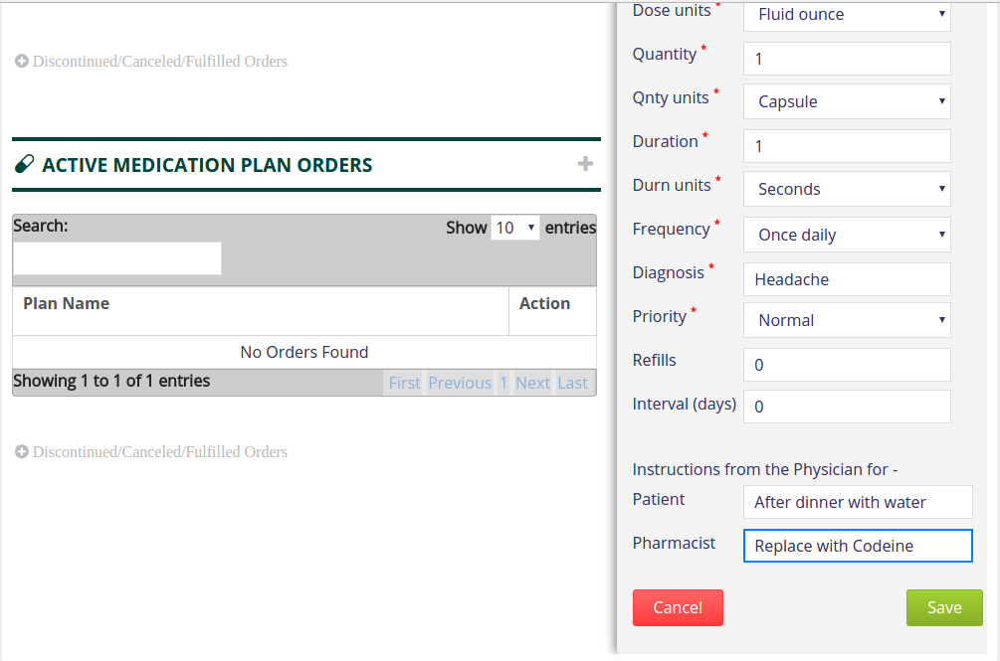 Discontinued/Canceled/Fulfilled Orders
ACTIVE MEDICATION PLAN ORDERS
Search:
Show 10 entries
Plan Name Action
No Orders Found
Showing 1 to 1 of 1 entries First Previous 1 Next Last
Discontinued/Canceled/Fulfilled Orders
Dose units * Fluid ounce
Quantity * 1
Qnty units * Capsule
Duration * 1
Durn units * Seconds
Frequency * Once daily
Diagnosis * Headache
Priority * Normal
Refills 0
Interval (days) 0
Instructions from the Physician for -
Patient After dinner with water
Pharmacist Replace with Codeine
Cancel Save